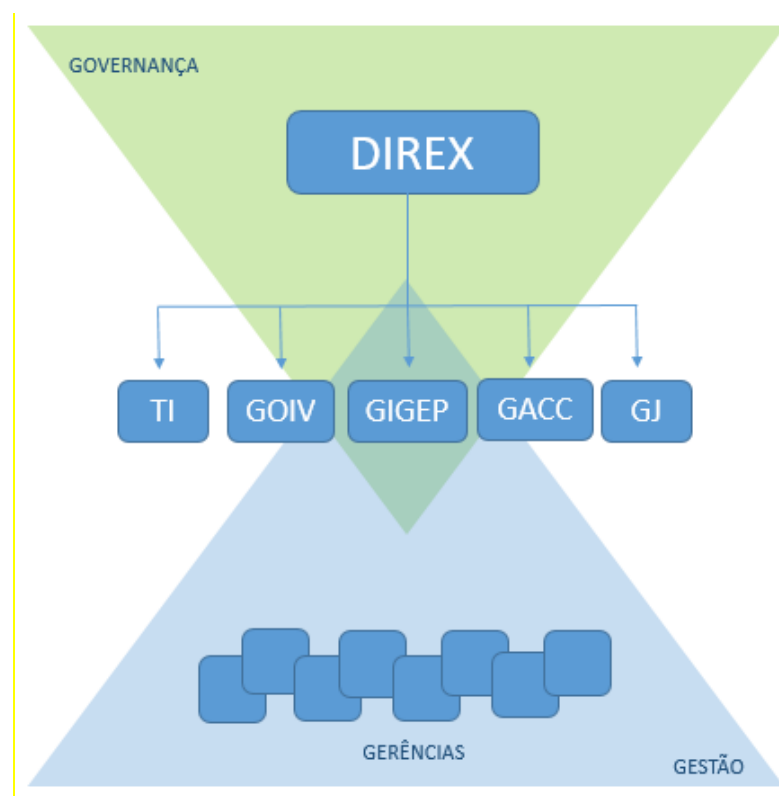 GOVERNANÇA
DIREX
TI
GOIV
GIGEP
GACC
GJ
GERÊNCIAS
GESTÃO